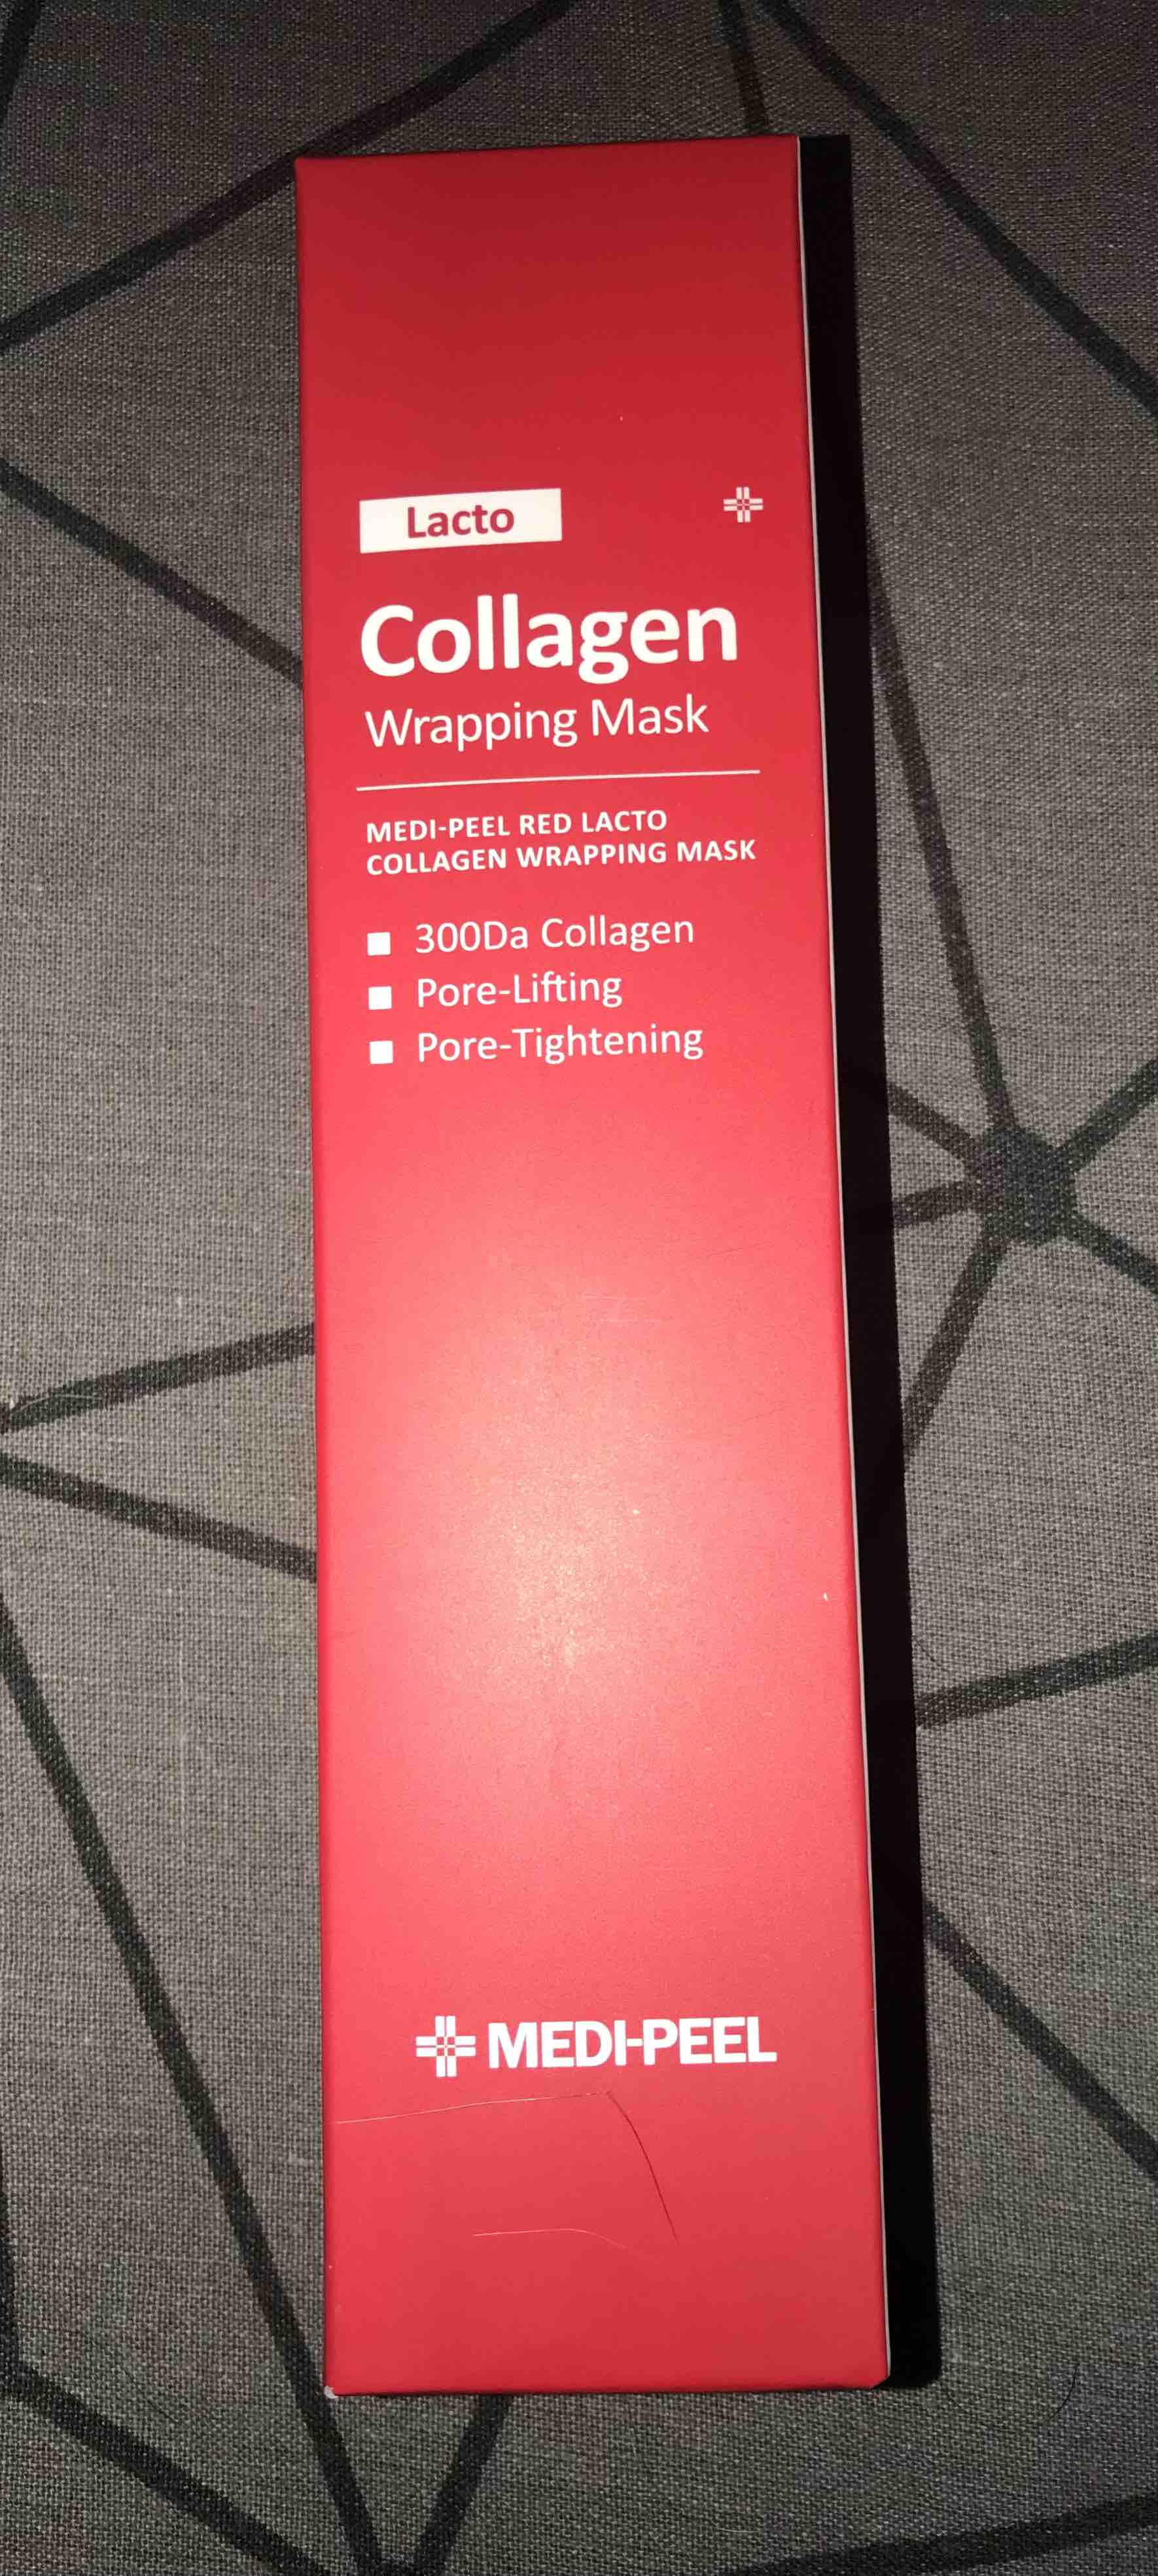 Lacto
Collagen
Wrapping Mask
MEDI-PEEL RED LACTO
COLLAGEN WRAPPING MASK
300Da Collagen
Pore-Lifting
Pore-Tightening
MEDI-PEEL